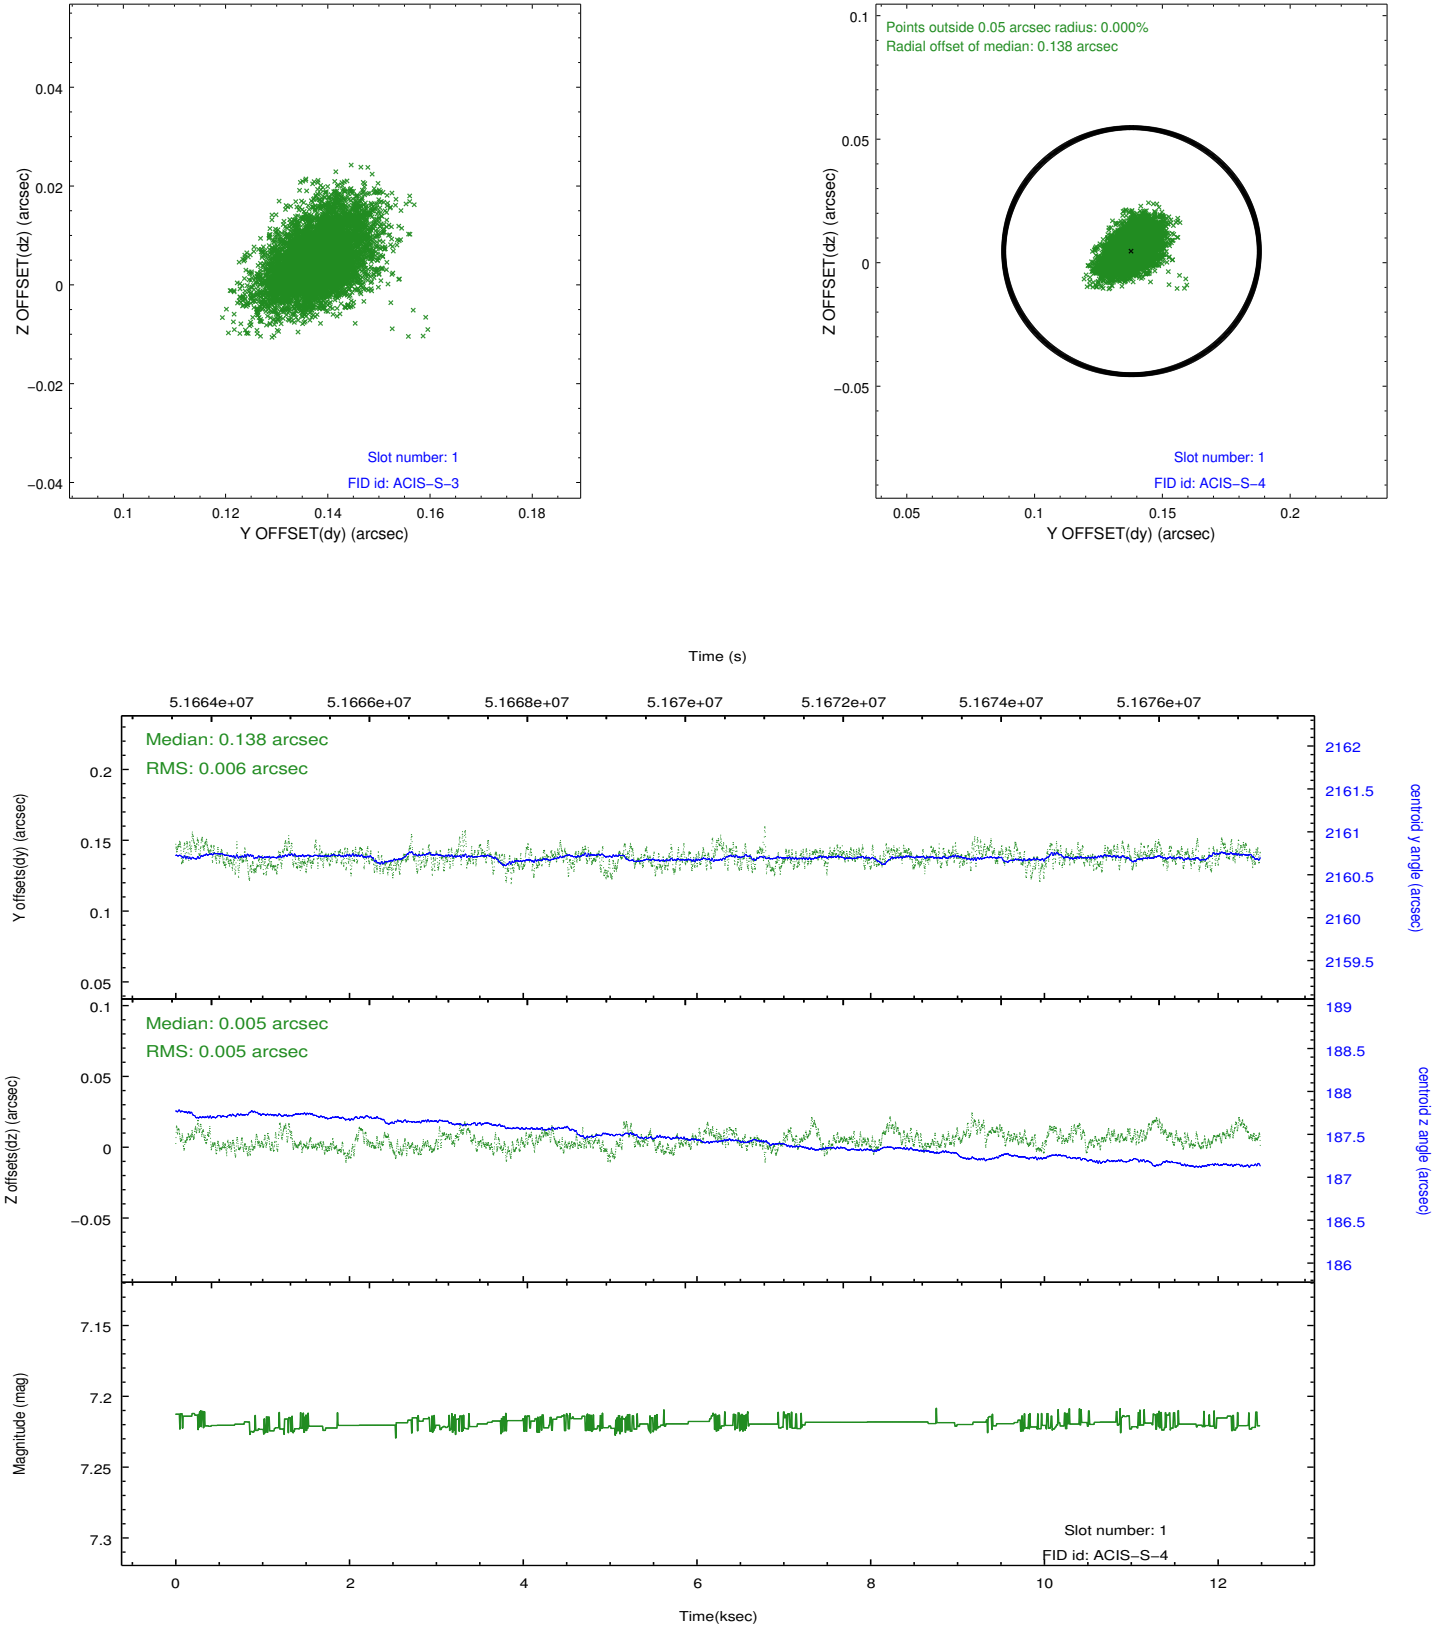 0.04
0.02
0
−0.02
−0.04
Z OFFSET(dz) (arcsec)
Slot number: 1
FID id: ACIS−S−3
0.1
0.12
0.14
0.16
0.18
Y OFFSET(dy) (arcsec)
Points outside 0.05 arcsec radius: 0.000%
Radial offset of median: 0.138 arcsec
0.1
0.05
0
−0.05
Z OFFSET(dz) (arcsec)
Slot number: 1
FID id: ACIS−S−4
0.05
0.1
0.15
0.2
Y OFFSET(dy) (arcsec)
Time (s)
5.1664e+07
5.1666e+07
5.1668e+07
5.167e+07
5.1672e+07
5.1674e+07
5.1676e+07
Median: 0.138 arcsec
RMS: 0.006 arcsec
0.2
0.15
0.1
0.05
Y offsets(dy) (arcsec)
2162
2161.5
2161
2160.5
2160
2159.5
centroid y angle (arcsec)
Median: 0.005 arcsec
RMS: 0.005 arcsec
0.1
0.05
0
−0.05
Z offsets(dz) (arcsec)
189
188.5
188
187.5
187
186.5
186
centroid z angle (arcsec)
7.15
7.2
7.25
7.3
Magnitude (mag)
Slot number: 1
FID id: ACIS−S−4
0
2
4
6
8
10
12
Time(ksec)